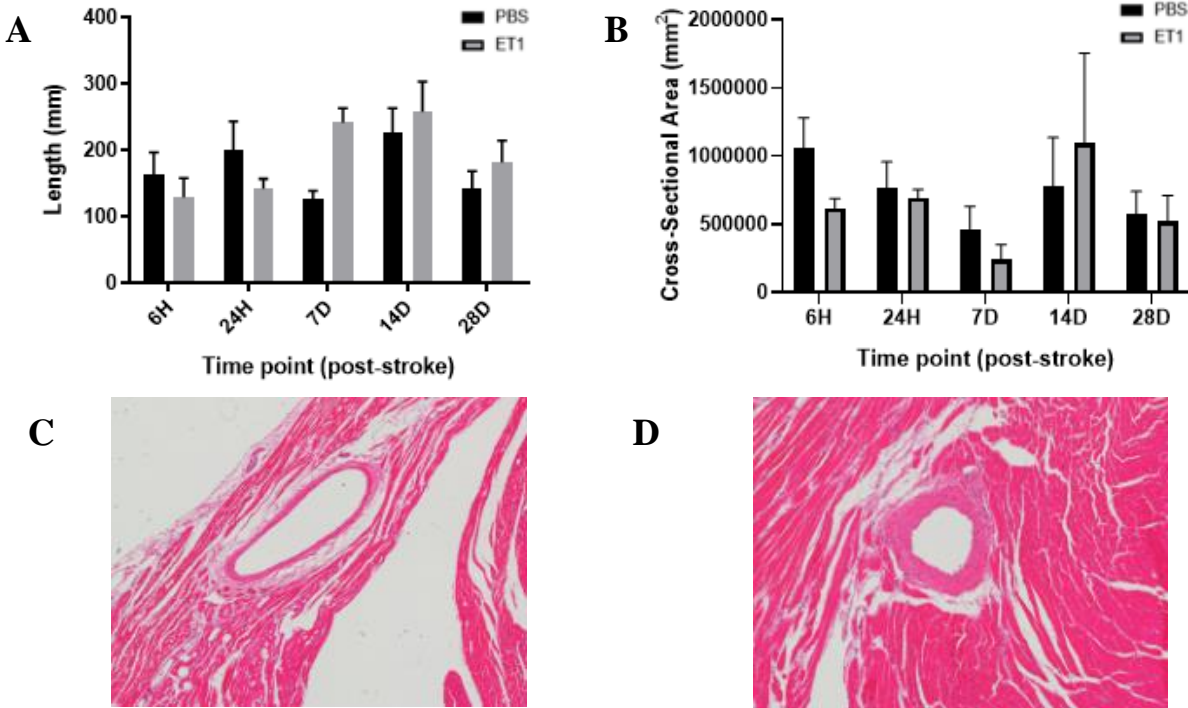 A
400
300
200
100
0
Length (mm)
PBS
ET1
6H 24H 7D 14D 28D
Time point (post-stroke)
B
2000000
1500000
1000000
500000
0
Cross-Sectional Area (mm²)
PBS
ET1
6H 24H 7D 14D 28D
Time point (post-stroke)
C
D